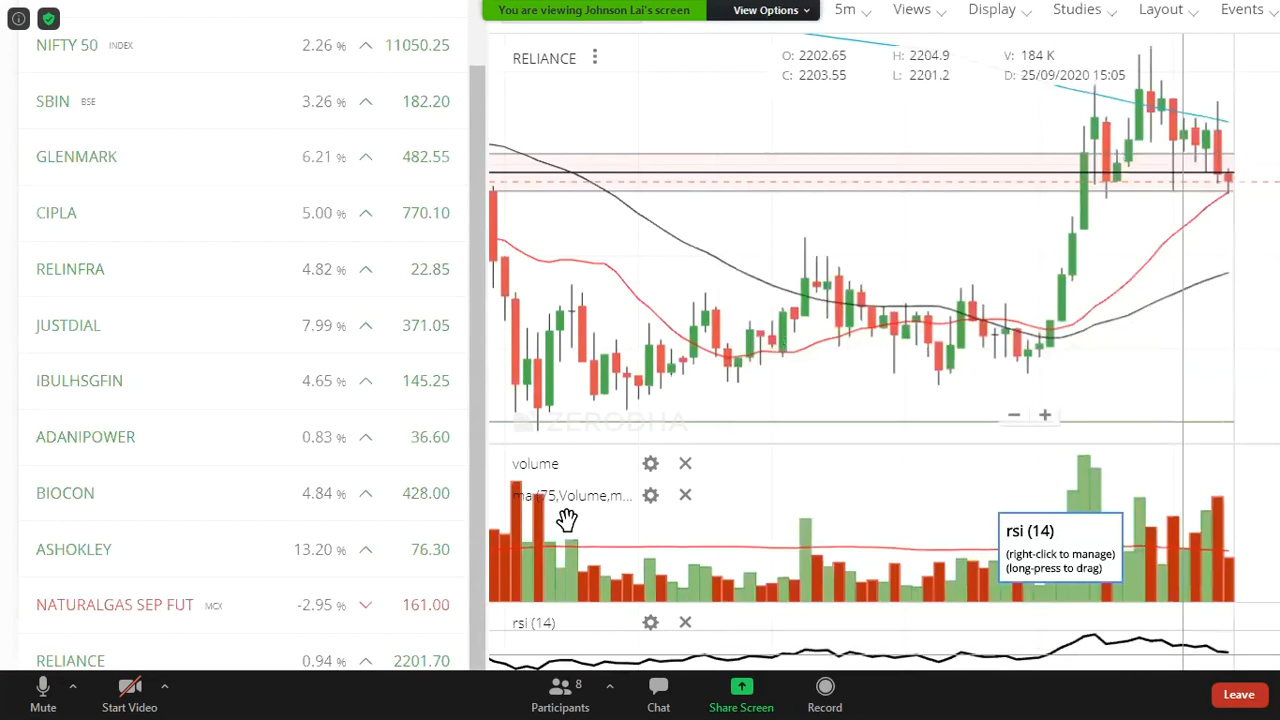 You are viewing Johnson Lai's screen View Options
5m Views Display Studies Layout Events
NIFTY 50 INDEX 2.26 % 11050.25
SBIN BSE 3.26 % 182.20
GLENMARK 6.21 % 482.55
CIPLA 5.00 % 770.10
RELINFRA 4.82 % 22.85
JUSTDIAL 7.99 % 371.05
IBULHSGFIN 4.65 % 145.25
ADANIPOWER 0.83 % 36.60
BIOCON 4.84 % 428.00
ASHOKLEY 13.20 % 76.30
NATURALGAS SEP FUT MCX -2.95 % 161.00
RELIANCE 0.94 % 2201.70
RELIANCE
O: 2202.65 H: 2204.9 V: 184 K
C: 2203.55 L: 2201.2 D: 25/09/2020 15:05
ZERODHA
volume
ma (75,Volume,m...
rsi (14)
(right-click to manage)
(long-press to drag)
rsi (14)
Mute Start Video Participants 8 Chat Share Screen Record Leave